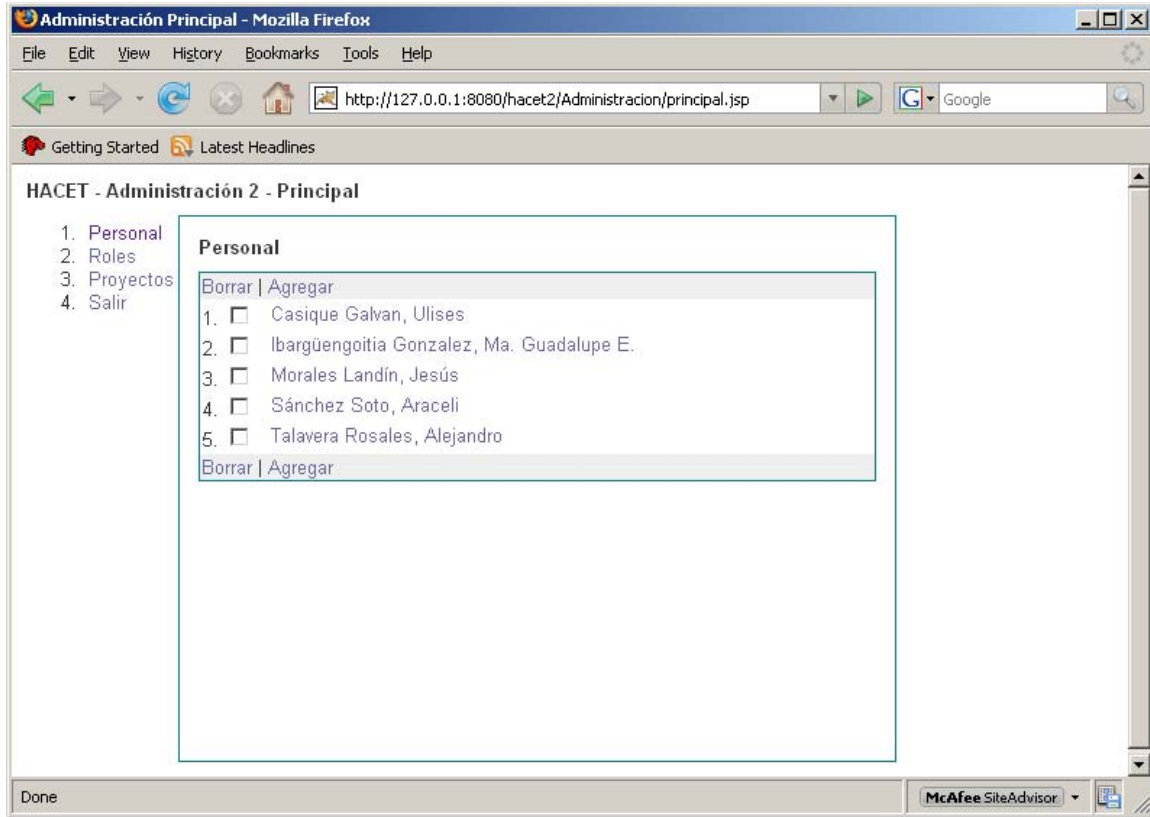 Administración Principal - Mozilla Firefox
File Edit View History Bookmarks Tools Help
http://127.0.0.1:8080/hacet2/Administracion/principal.jsp
G Google
Getting Started Latest Headlines
HACET - Administración 2 - Principal
1. Personal
2. Roles
3. Proyectos
4. Salir
Personal
Borrar | Agregar
1. Casique Galvan, Ulises
2. Ibargüengoitia Gonzalez, Ma. Guadalupe E.
3. Morales Landín, Jesús
4. Sánchez Soto, Araceli
5. Talavera Rosales, Alejandro
Borrar | Agregar
Done
McAfee SiteAdvisor